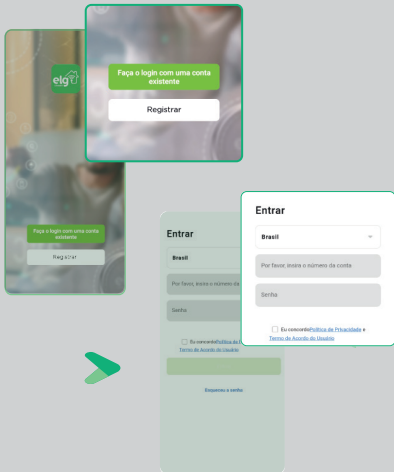 elg
Faça o login com uma conta
existente
Registrar
Faça o login com uma conta
existente
Registrar
Entrar
Brasil
Por favor, insira o número da
Senha
Eu concordo
Termo de Acordo do Usuário
Esqueceu a senha
Entrar
Brasil
Por favor, insira o número da conta
Senha
Eu concordoPolítica de Privacidade e
Termo de Acordo do Usuário